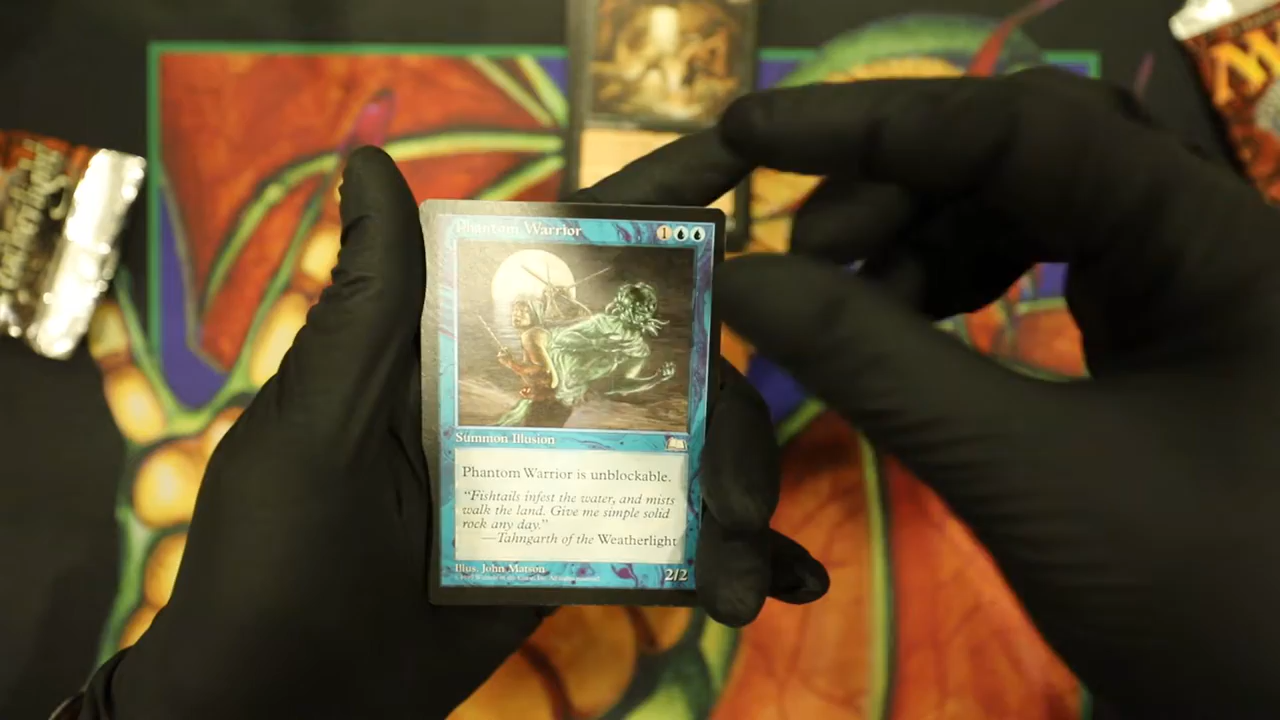 Phantom Warrior 1
Summon Illusion
Phantom Warrior is unblockable.
"Fishtails infest the water, and mists
walk the land. Give me simple solid
rock any day."
—Tahngarth of the Weatherlight
Illus. John Matson
2/2